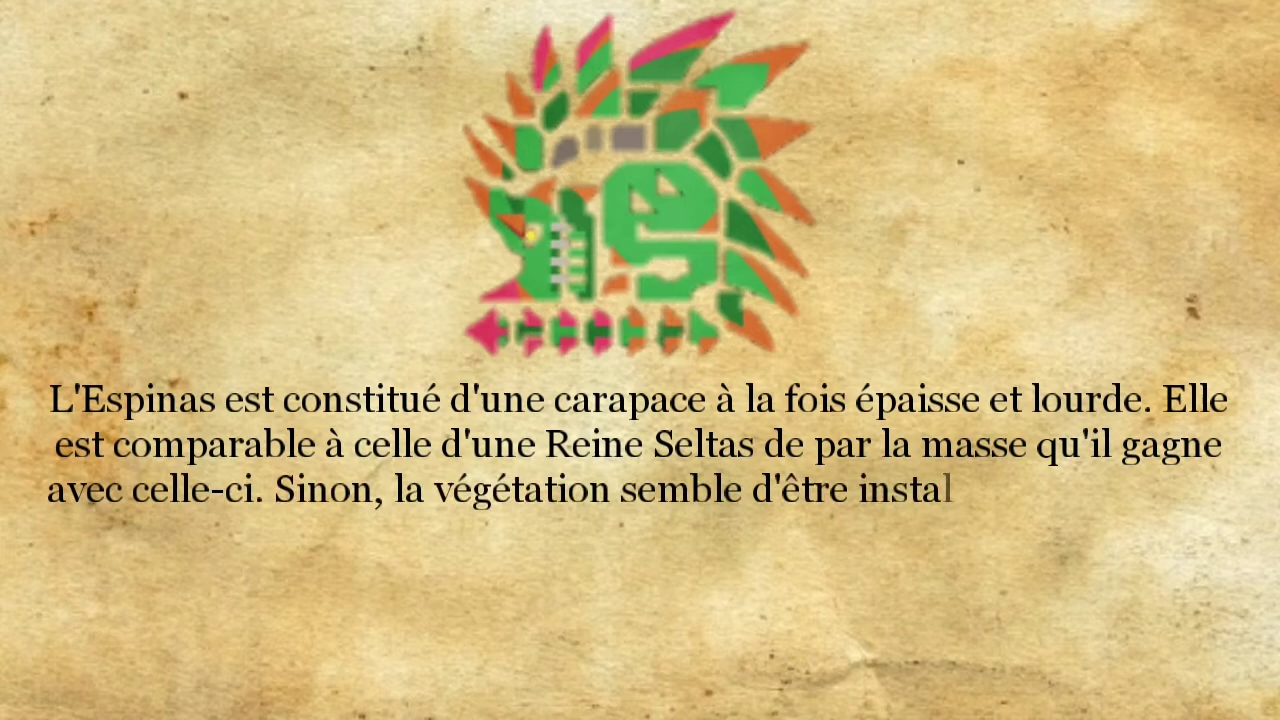 L'Espinas est constitué d'une carapace à la fois épaisse et lourde. Elle
est comparable à celle d'une Reine Seltas de par la masse qu'il gagne
avec celle-ci. Sinon, la végétation semble d'être instal